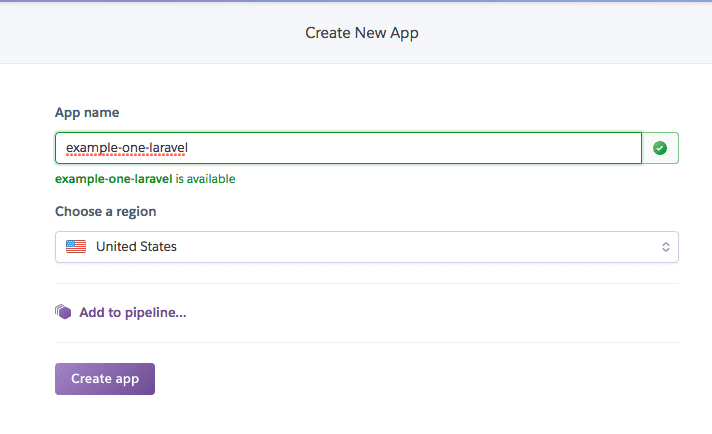 Create New App
App name
example-one-laravel
example-one-laravel is available
Choose a region
United States
Add to pipeline...
Create app